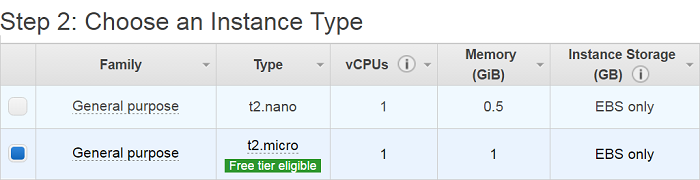 Step 2: Choose an Instance Type
Family Type vCPUs i Memory (GiB) Instance Storage (GB) i
General purpose t2.nano 1 0.5 EBS only
General purpose t2.micro Free tier eligible 1 1 EBS only